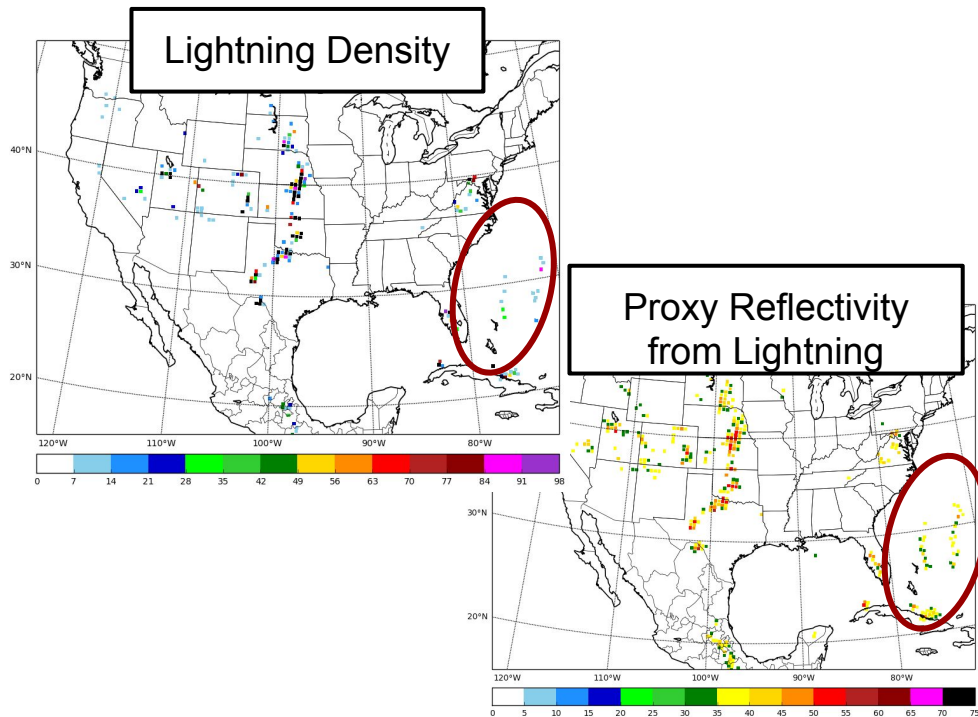 Lightning Density
40°N
30°N
20°N
120°W 110°W 100°W 90°W 80°W
0 7 14 21 28 35 42 49 56 63 70 77 84 91 98
Proxy Reflectivity
from Lightning
30°N
20°N
120°W 110°W 100°W 90°W 80°W
0 5 10 15 20 25 30 35 40 45 50 55 60 65 70 75